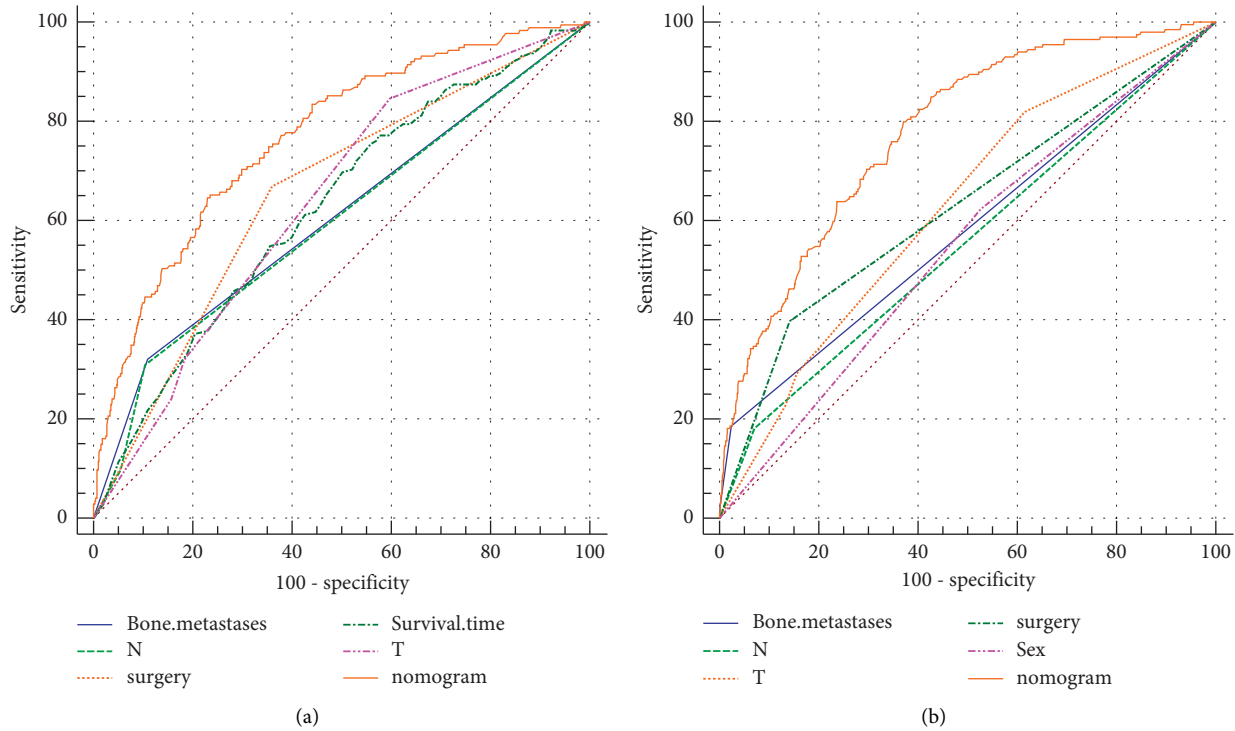 100
80
60
40
20
0
Sensitivity
0 20 40 60 80 100
100 - specificity
Bone.metastases
N
surgery
Survival.time
T
nomogram
(a)
100
80
60
40
20
0
Sensitivity
0 20 40 60 80 100
100 - specificity
Bone.metastases
N
T
surgery
Sex
nomogram
(b)